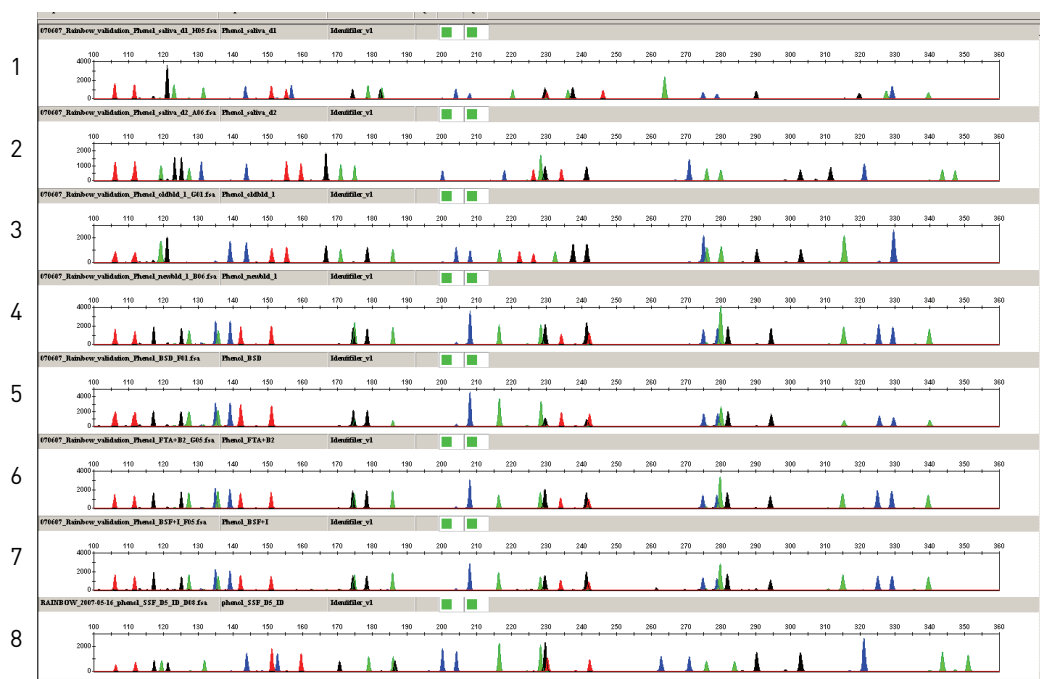 070607_Rainbow_validation_Phenol_saliva_d1_H05.fsa Phenol_saliva_d1 Identifiler_v1
1
100 110 120 130 140 150 160 170 180 190 200 210 220 230 240 250 260 270 280 290 300 310 320 330 340 350 360
4000
2000
0
070607_Rainbow_validation_Phenol_saliva_d2_A06.fsa Phenol_saliva_d2 Identifiler_v1
2
100 110 120 130 140 150 160 170 180 190 200 210 220 230 240 250 260 270 280 290 300 310 320 330 340 350 360
2000
1000
0
070607_Rainbow_validation_Phenol_oldbld_1_G01.fsa Phenol_oldbld_1 Identifiler_v1
3
100 110 120 130 140 150 160 170 180 190 200 210 220 230 240 250 260 270 280 290 300 310 320 330 340 350 360
2000
0
070607_Rainbow_validation_Phenol_newbld_1_B06.fsa Phenol_newbld_1 Identifiler_v1
4
100 110 120 130 140 150 160 170 180 190 200 210 220 230 240 250 260 270 280 290 300 310 320 330 340 350 360
4000
2000
0
070607_Rainbow_validation_Phenol_BSD_F01.fsa Phenol_BSD Identifiler_v1
5
100 110 120 130 140 150 160 170 180 190 200 210 220 230 240 250 260 270 280 290 300 310 320 330 340 350 360
4000
2000
0
070607_Rainbow_validation_Phenol_FTA+B2_G05.fsa Phenol_FTA+B2 Identifiler_v1
6
100 110 120 130 140 150 160 170 180 190 200 210 220 230 240 250 260 270 280 290 300 310 320 330 340 350 360
4000
2000
0
070607_Rainbow_validation_Phenol_BSF+I_F05.fsa Phenol_BSF+I Identifiler_v1
7
100 110 120 130 140 150 160 170 180 190 200 210 220 230 240 250 260 270 280 290 300 310 320 330 340 350 360
4000
2000
0
RAINBOW_2007-05-16_phenol_SSF_D5_ID_D08.fsa phenol_SSF_D5_ID Identifiler_v1
8
100 110 120 130 140 150 160 170 180 190 200 210 220 230 240 250 260 270 280 290 300 310 320 330 340 350 360
2000
0